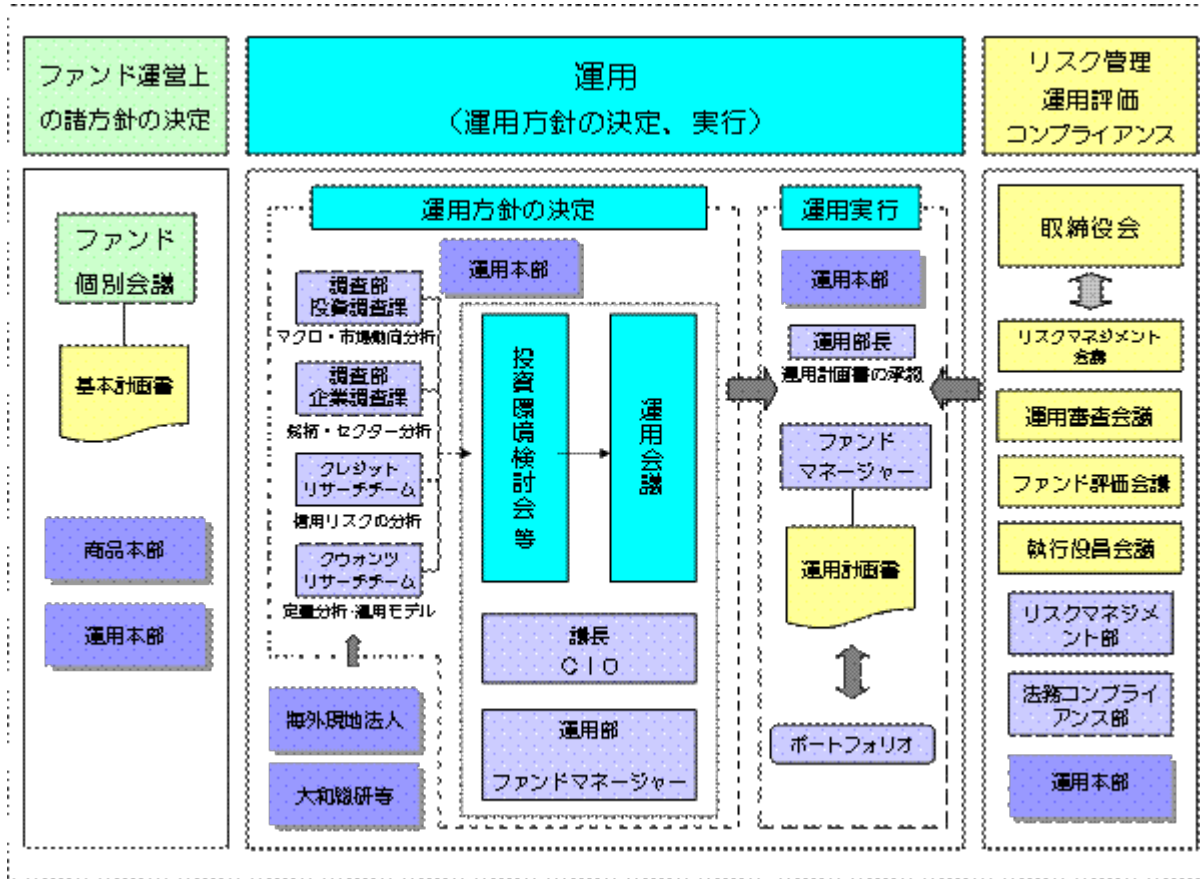 ファンド運営上
の諸方針の決定
運用
(運用方針の決定、実行)
リスク管理
運用評価
コンプライアンス
ファンド
個別会議
基本計画書
商品本部
運用本部
運用方針の決定
運用本部
調査部
投資調査課
マクロ・市場動向分析
調査部
企業調査課
銘柄・セクター分析
クレジット
リサーチチーム
信用リスクの分析
クウォンツ
リサーチチーム
定量分析・運用モデル
海外現地法人
大和総研等
投資環境検討会等
運用会議
議長
CIO
運用部
ファンドマネージャー
運用実行
運用本部
運用部長
運用計画書の承認
ファンド
マネージャー
運用計画書
ポートフォリオ
取締役会
リスクマネジメント
会議
運用審査会議
ファンド評価会議
執行役員会議
リスクマネジメ
ント部
法務コンプライ
アンス部
運用本部